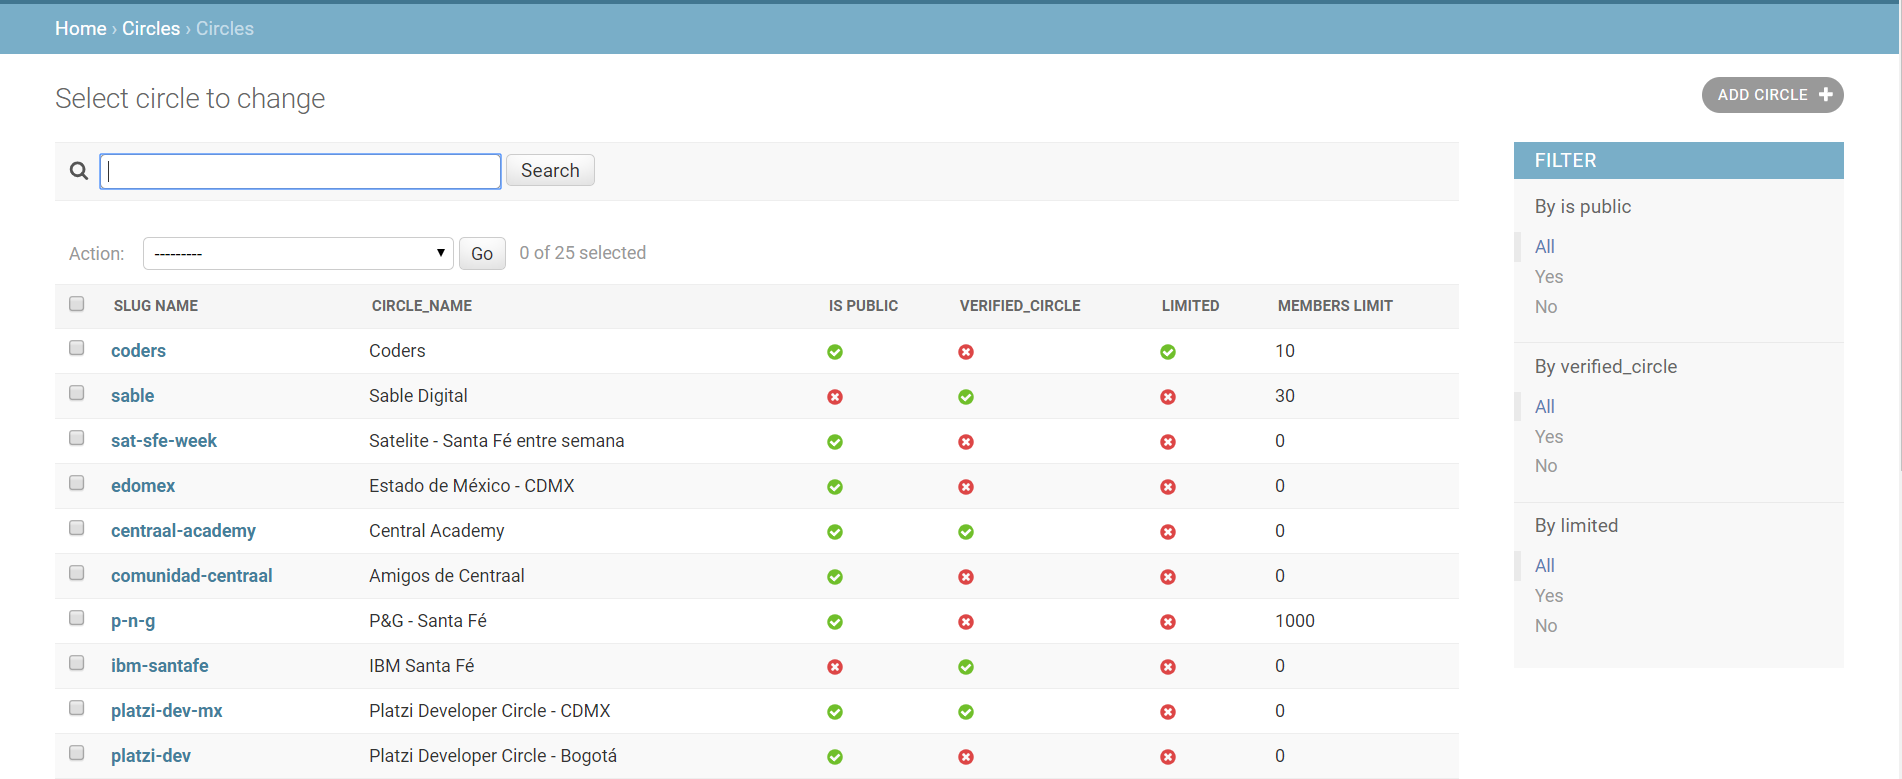 Home › Circles › Circles
Select circle to change
ADD CIRCLE
Search
FILTER
By is public
All
Yes
No
By verified_circle
All
Yes
No
By limited
All
Yes
No
Action: --------- Go 0 of 25 selected
SLUG NAME CIRCLE_NAME IS PUBLIC VERIFIED_CIRCLE LIMITED MEMBERS LIMIT
coders Coders 10
sable Sable Digital 30
sat-sfe-week Satelite - Santa Fé entre semana 0
edomex Estado de México - CDMX 0
centraal-academy Central Academy 0
comunidad-centraal Amigos de Centraal 0
p-n-g P&G - Santa Fé 1000
ibm-santafe IBM Santa Fé 0
platzi-dev-mx Platzi Developer Circle - CDMX 0
platzi-dev Platzi Developer Circle - Bogotá 0